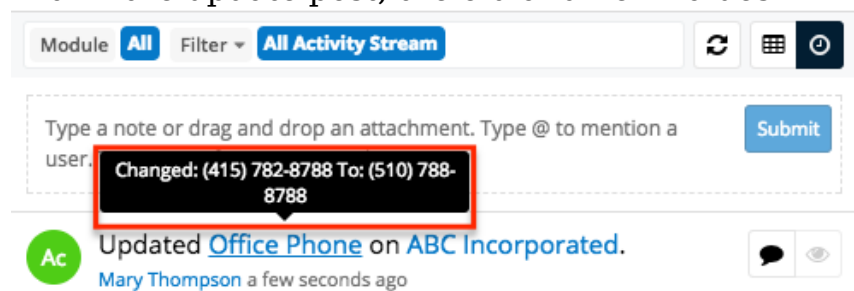 Module All Filter All Activity Stream
Type a note or drag and drop an attachment. Type @ to mention a Submit
user.
Changed: (415) 782-8788 To: (510) 788-
8788
Ac Updated Office Phone on ABC Incorporated.
Mary Thompson a few seconds ago